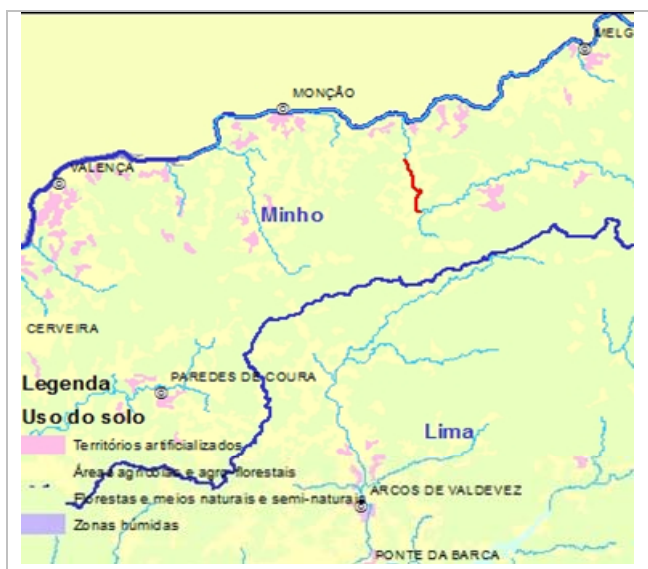 MELG
MONÇÃO
VALENÇA
Minho
CERVEIRA
PAREDES DE COURA
Legenda
Uso do solo
Lima
Territórios artificializados
Áreas agrícolas e agro-florestais
ARCOS DE VALDEVEZ
Florestas e meios naturais e semi-naturais
Zonas húmidas
PONTE DA BARCA